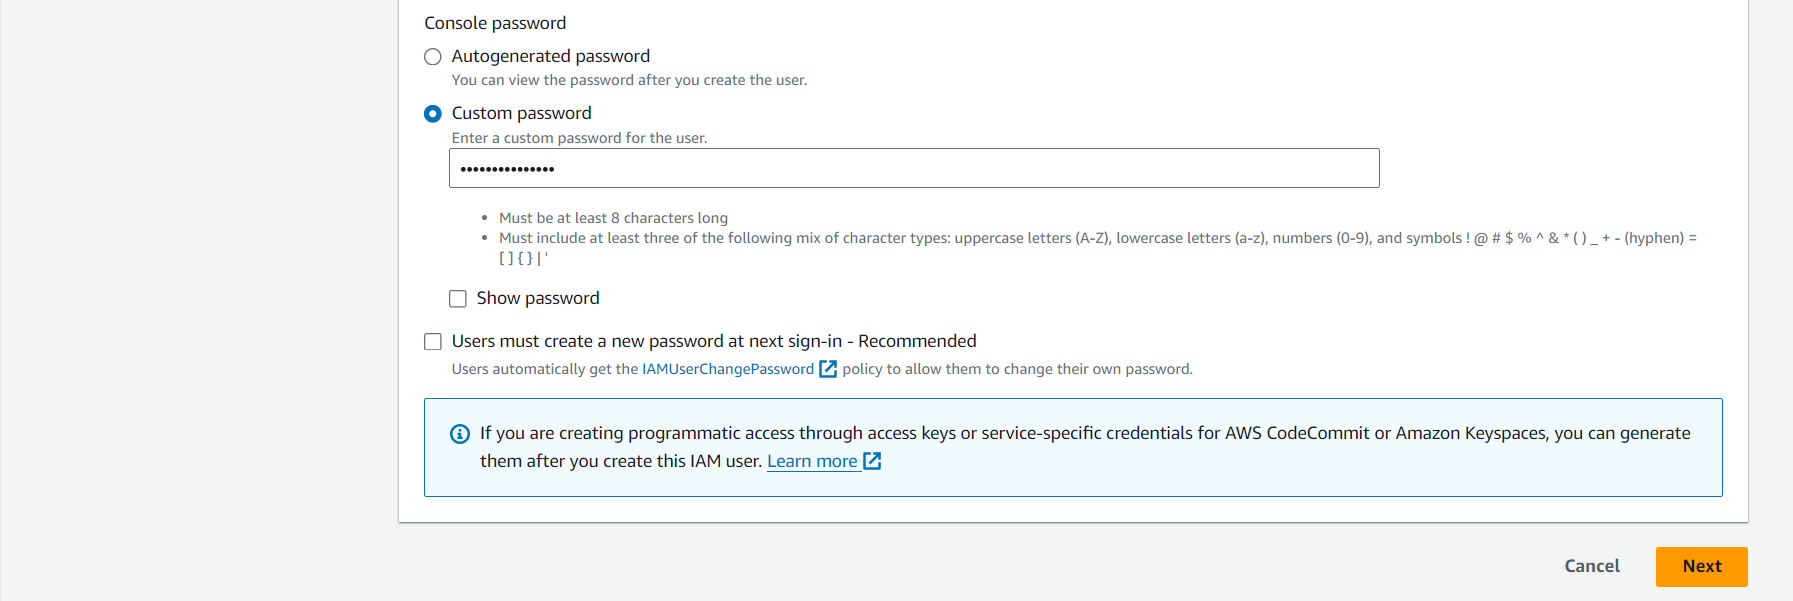 Console password
Autogenerated password
You can view the password after you create the user.
Custom password
Enter a custom password for the user.
•••••••••••••••
• Must be at least 8 characters long
• Must include at least three of the following mix of character types: uppercase letters (A-Z), lowercase letters (a-z), numbers (0-9), and symbols ! @ # $ % ^ & * ( ) _ + - (hyphen) =
[ ] { } | '
Show password
Users must create a new password at next sign-in - Recommended
Users automatically get the IAMUserChangePassword policy to allow them to change their own password.
If you are creating programmatic access through access keys or service-specific credentials for AWS CodeCommit or Amazon Keyspaces, you can generate
them after you create this IAM user. Learn more
Cancel Next